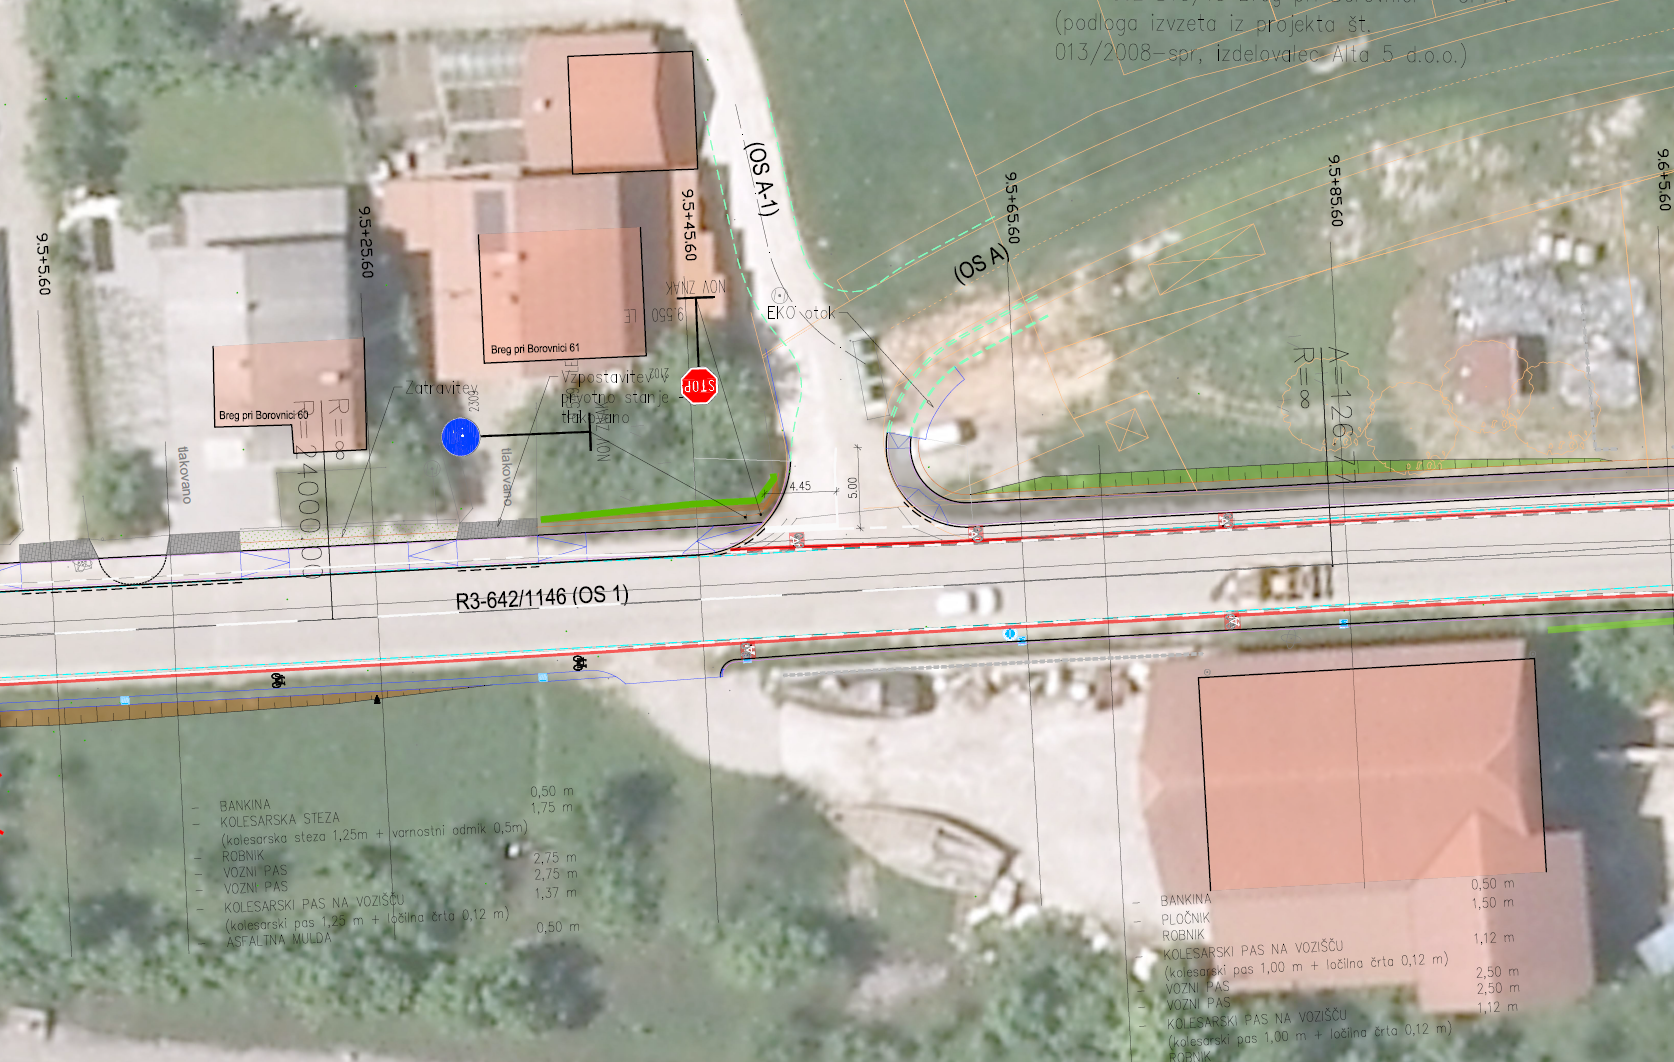 (podloga izvzeta iz projekta št.
013/2008-spr, izdelovalec Alta 5 d.o.o.)
(OS A-1)
(OS A)
9.5+5.60
9.5+25.60
9.5+45.60
9.5+65.60
9.5+85.60
9.6+5.60
NOV ZNAK
9.550 LE
EKO otok
Breg pri Borovnici 61
Breg pri Borovnici 60
Zatravitev
2309
Vzpostavitev v
prvotno stanje -
tlakovano
2102
STOP
NOV ZNAK
R=∞
R= 24000.00
A=126.77
R=∞
tlakovano
tlakovano
4.45
5.00
R3-642/1146 (OS 1)
- BANKINA 0,50 m
- KOLESARSKA STEZA 1,75 m
(kolesarska steza 1,25m + varnostni odmik 0,5m)
- ROBNIK
- VOZNI PAS 2,75 m
- VOZNI PAS 2,75 m
- KOLESARSKI PAS NA VOZIŠČU 1,37 m
(kolesarski pas 1,25 m + ločilna črta 0,12 m)
- ASFALTNA MULDA 0,50 m
- BANKINA 0,50 m
- PLOČNIK 1,50 m
ROBNIK
- KOLESARSKI PAS NA VOZIŠČU 1,12 m
(kolesarski pas 1,00 m + ločilna črta 0,12 m)
- VOZNI PAS 2,50 m
- VOZNI PAS 2,50 m
- KOLESARSKI PAS NA VOZIŠČU 1,12 m
(kolesarski pas 1,00 m + ločilna črta 0,12 m)
ROBNIK